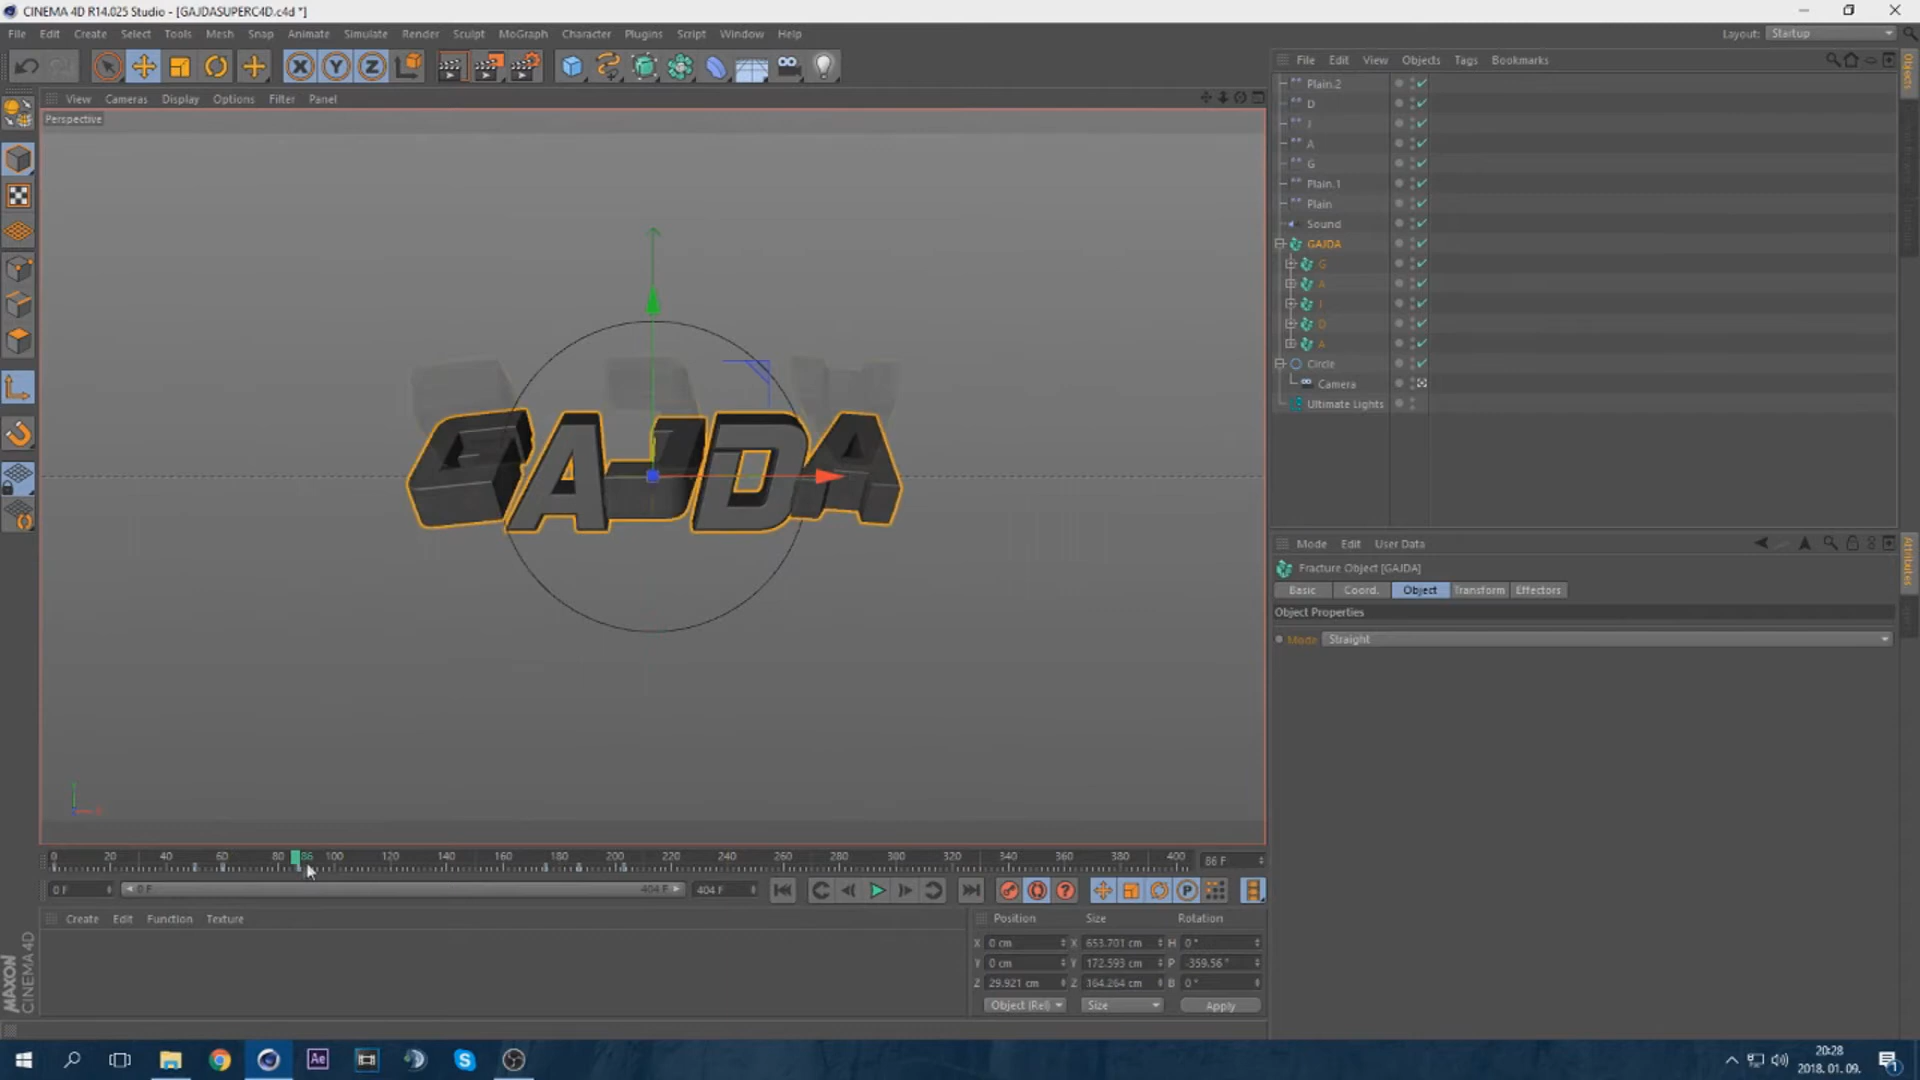 CINEMA 4D R14.025 Studio - [GAJDASUPERC4D.c4d *]
File Edit Create Select Tools Mesh Snap Animate Simulate Render Sculpt MoGraph Character Plugins Script Window Help
Layout: Startup
File Edit View Objects Tags Bookmarks
View Cameras Display Options Filter Panel
Perspective
Plain.2
D
J
A
G
Plain.1
Plain
Sound
GAJDA
G
A
J
D
A
Circle
Camera
Ultimate Lights
GAJDA
Objects
Mode Edit User Data
Fracture Object [GAJDA]
Basic Coord. Object Transform Effectors
Object Properties
Mode Straight
Attributes
0 20 40 60 80 86 100 120 140 160 180 200 220 240 260 280 300 320 340 360 380 400 86 F
0 F 0 F 404 F 404 F
Create Edit Function Texture
Position Size Rotation
X 0 cm X 653.701 cm H 0 °
Y 0 cm Y 172.593 cm P -359.56 °
Z 29.921 cm Z 364.264 cm B 0 °
Object (Rel) Size Apply
MAXON
CINEMA 4D
Ae
20:28
2018. 01. 09.